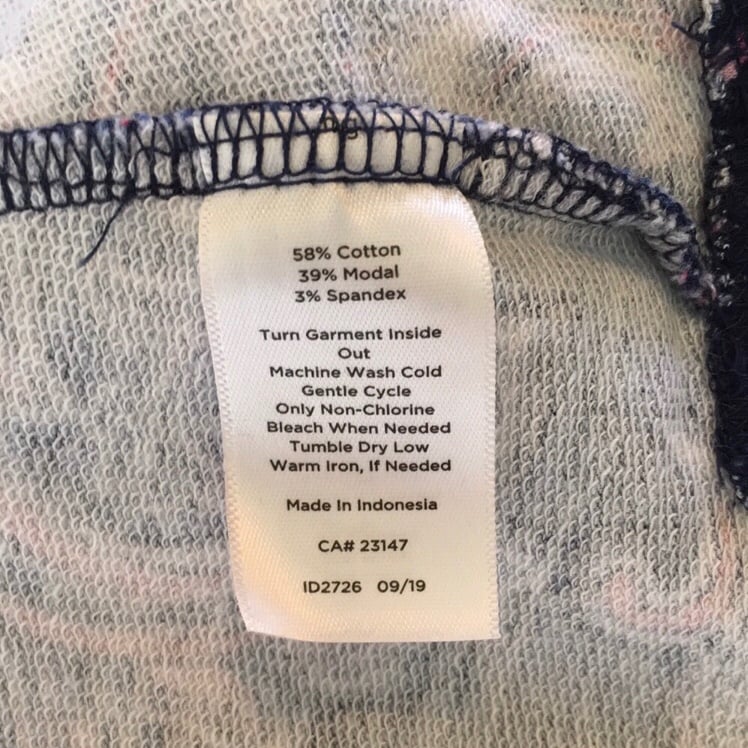 58% Cotton
39% Modal
3% Spandex
Turn Garment Inside
Out
Machine Wash Cold
Gentle Cycle
Only Non-Chlorine
Bleach When Needed
Tumble Dry Low
Warm Iron, If Needed
Made In Indonesia
CA# 23147
ID2726 09/19